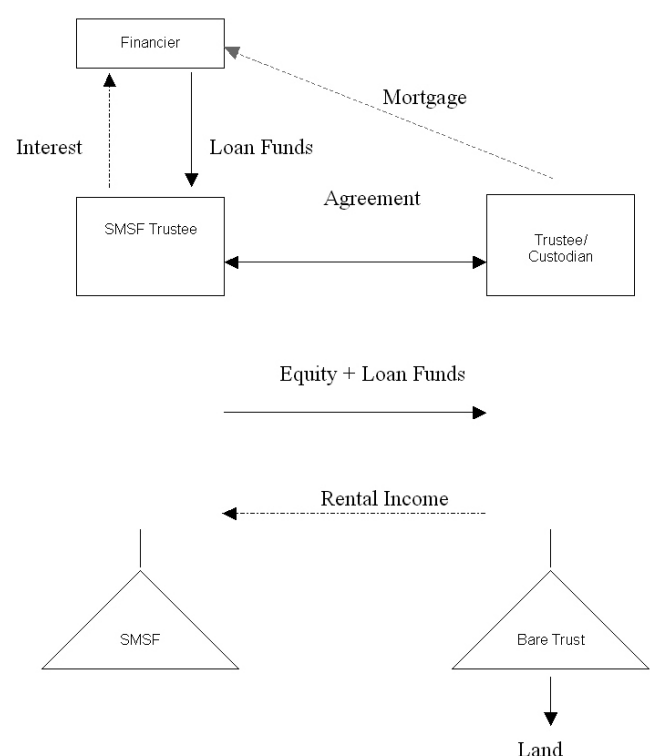 Financier
Mortgage
Interest
Loan Funds
Agreement
SMSF Trustee
Trustee/
Custodian
Equity + Loan Funds
Rental Income
SMSF
Bare Trust
Land